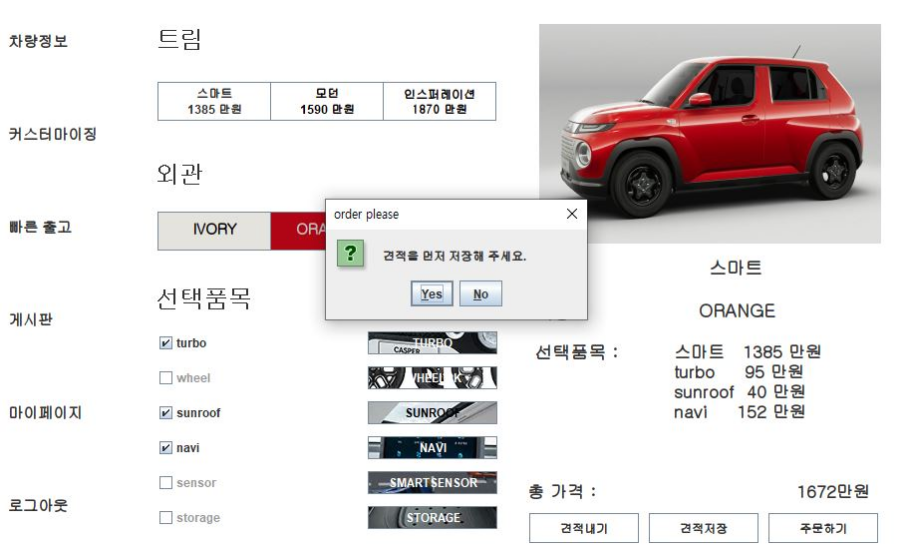 차량정보
커스터마이징
빠른 출고
게시판
마이페이지
로그아웃
트림
스마트
1385 만원
모던
1590 만원
인스퍼레이션
1870 만원
외관
IVORY
ORA
order please
견적을 먼저 저장해 주세요.
Yes
No
선택품목
turbo
wheel
sunroof
navi
sensor
storage
CASPER
TURBO
SUNROOF
NAVI
SMARTSENSOR
STORAGE
스마트
ORANGE
선택품목 :
스마트 1385 만원
turbo 95 만원
sunroof 40 만원
navi 152 만원
총 가격 :
1672만원
견적내기
견적저장
주문하기